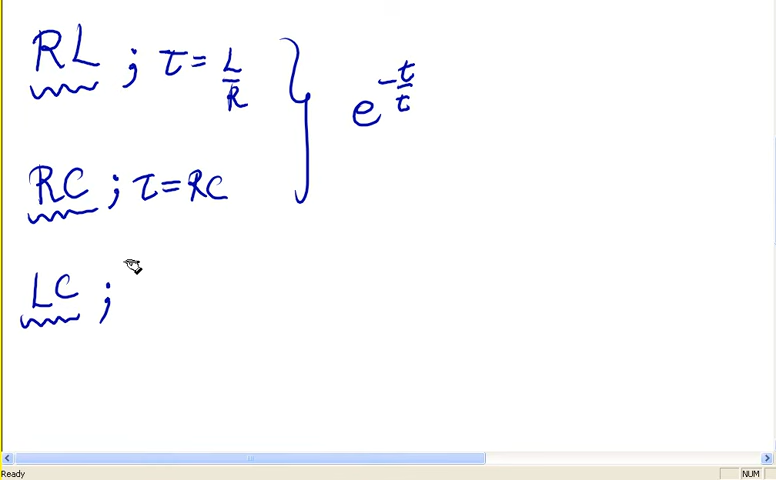 RL ; τ = L/R } e^(-t/τ)
RC ; τ = RC
LC ;
Ready
NUM